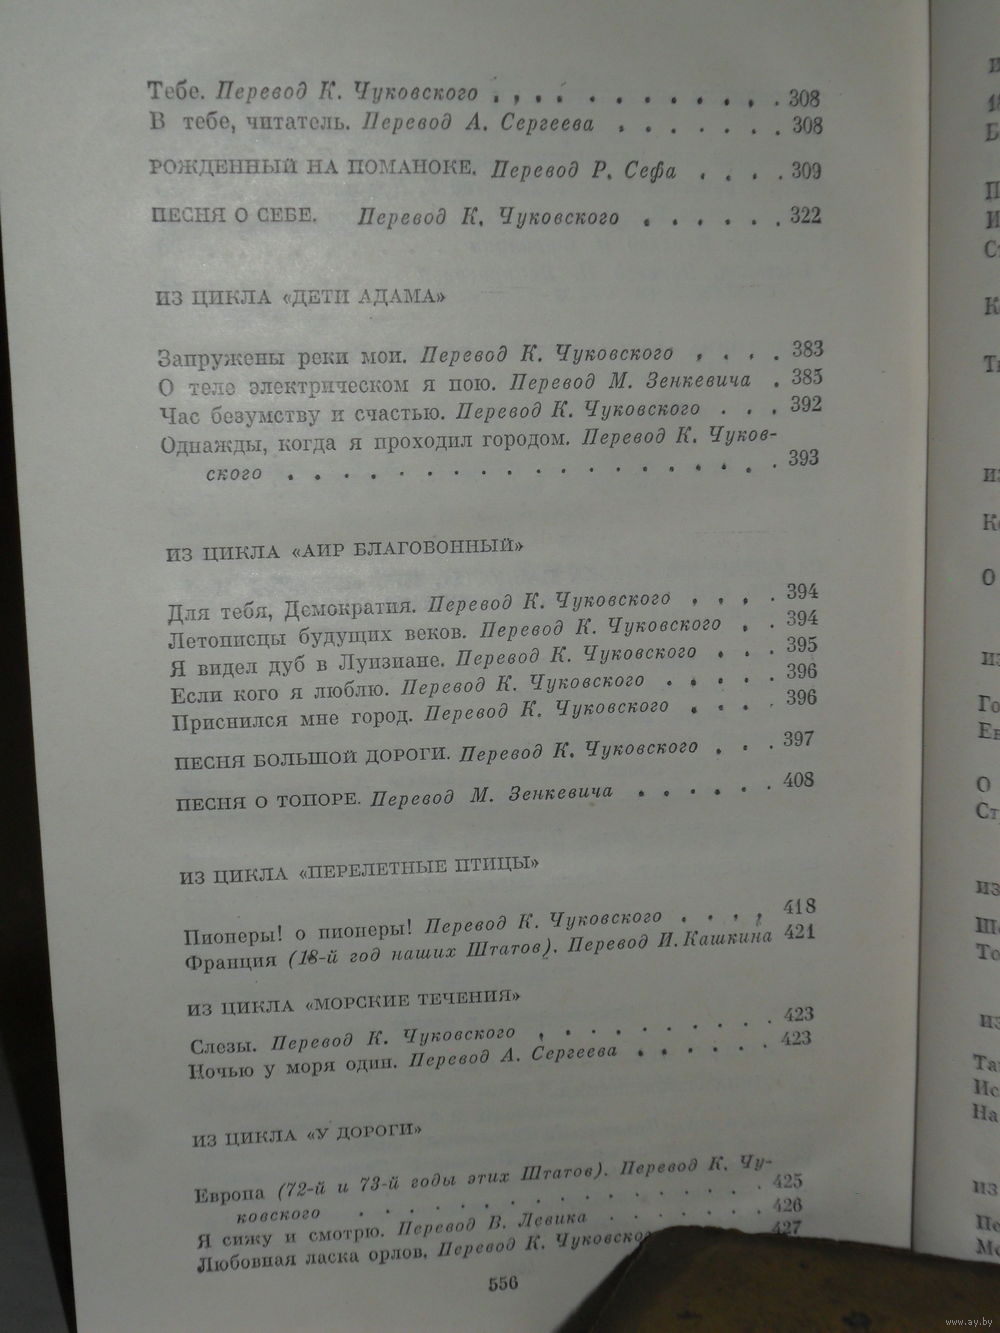 Тебе. Перевод К. Чуковского . . . . . . . . . . . . 308
В тебе, читатель. Перевод А. Сергеева . . . . . . . 308
РОЖДЕННЫЙ НА ПОМАНОКЕ. Перевод Р. Сефа . . . . 309
ПЕСНЯ О СЕБЕ. Перевод К. Чуковского . . . . . . 322
ИЗ ЦИКЛА «ДЕТИ АДАМА»
Запружены реки мои. Перевод К. Чуковского . . . . 383
О теле электрическом я пою. Перевод М. Зенкевича . 385
Час безумству и счастью. Перевод К. Чуковского . . . 392
Однажды, когда я проходил городом. Перевод К. Чуков-
ского . . . . . . . . . . . . . . . . . . 393
ИЗ ЦИКЛА «АИР БЛАГОВОННЫЙ»
Для тебя, Демократия. Перевод К. Чуковского . . . . 394
Летописцы будущих веков. Перевод К. Чуковского . . 394
Я видел дуб в Луизиане. Перевод К. Чуковского . . . 395
Если кого я люблю. Перевод К. Чуковского . . . . . 396
Приснился мне город. Перевод К. Чуковского . . . . 396
ПЕСНЯ БОЛЬШОЙ ДОРОГИ. Перевод К. Чуковского . . . 397
ПЕСНЯ О ТОПОРЕ. Перевод М. Зенкевича . . . . . . 408
ИЗ ЦИКЛА «ПЕРЕЛЕТНЫЕ ПТИЦЫ»
Пионеры! о пионеры! Перевод К. Чуковского . . . . 418
Франция (18-й год наших Штатов). Перевод И. Кашкина 421
ИЗ ЦИКЛА «МОРСКИЕ ТЕЧЕНИЯ»
Слезы. Перевод К. Чуковского . . . . . . . . . . 423
Ночью у моря один. Перевод А. Сергеева . . . . . . 423
ИЗ ЦИКЛА «У ДОРОГИ»
Европа (72-й и 73-й годы этих Штатов). Перевод К. Чу-
ковского . . . . . . . . . . . . . . . . 425
Я сижу и смотрю. Перевод В. Левика . . . . . . . 426
Любовная ласка орлов. Перевод К. Чуковско 427
556
www.ay.by